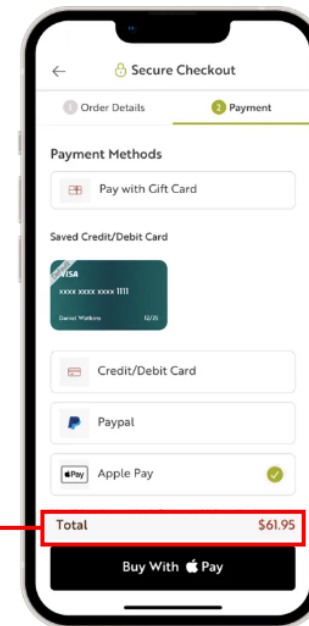 Secure Checkout
1 Order Details
2 Payment
Payment Methods
Pay with Gift Card
Saved Credit/Debit Card
VISA
xxxx xxxx xxxx 1111
Daniel Watkins 12/25
Credit/Debit Card
Paypal
Pay Apple Pay
Total $61.95
Buy With Pay